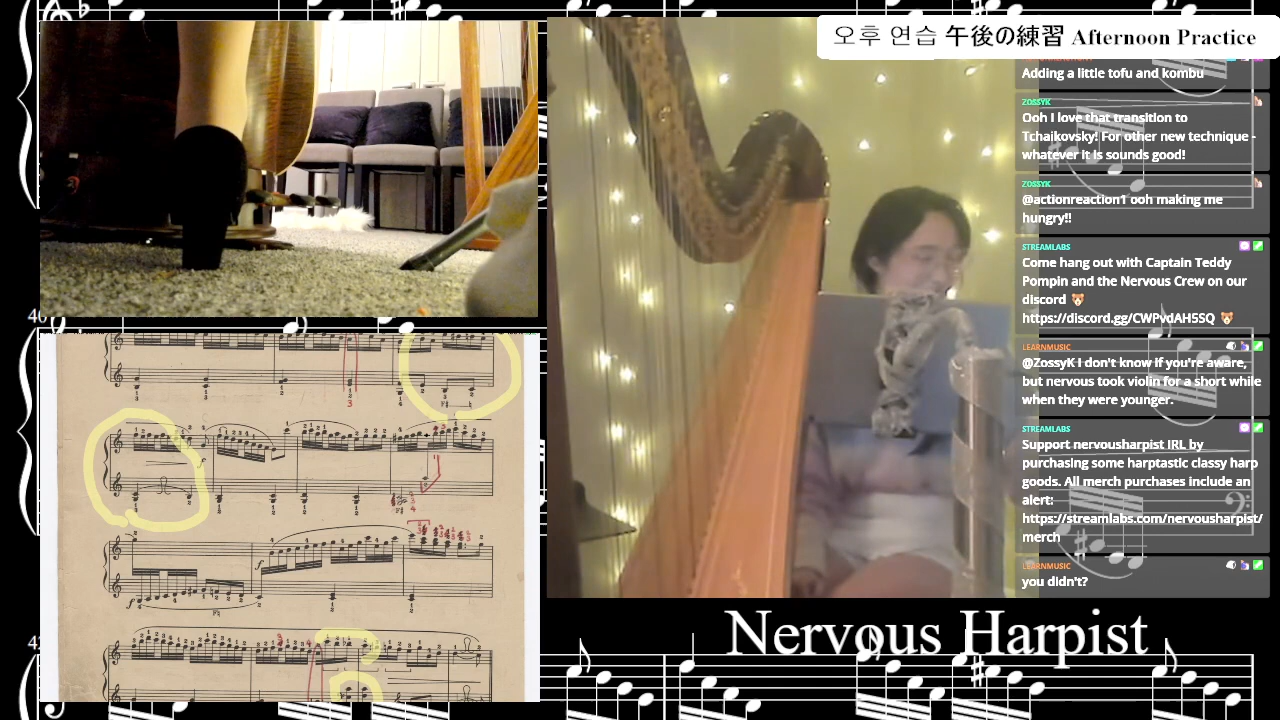 오후 연습 午後の練習 Afternoon Practice
Adding a little tofu and kombu
ZOSSYK
Ooh I love that transition to
Tchaikovsky! For other new technique -
whatever it is sounds good!
ZOSSYK
@actionreaction1 ooh making me
hungry!!
STREAMLABS
Come hang out with Captain Teddy
Pompin and the Nervous Crew on our
discord 🐹
https://discord.gg/CWPvdAH5SQ 🐹
LEARNMUSIC
@ZossyK I don't know if you're aware,
but nervous took violin for a short while
when they were younger.
STREAMLABS
Support nervousharpist IRL by
purchasing some harptastic classy harp
goods. All merch purchases include an
alert:
https://streamlabs.com/nervousharpist/
merch
LEARNMUSIC
you didn't?
Nervous Harpist